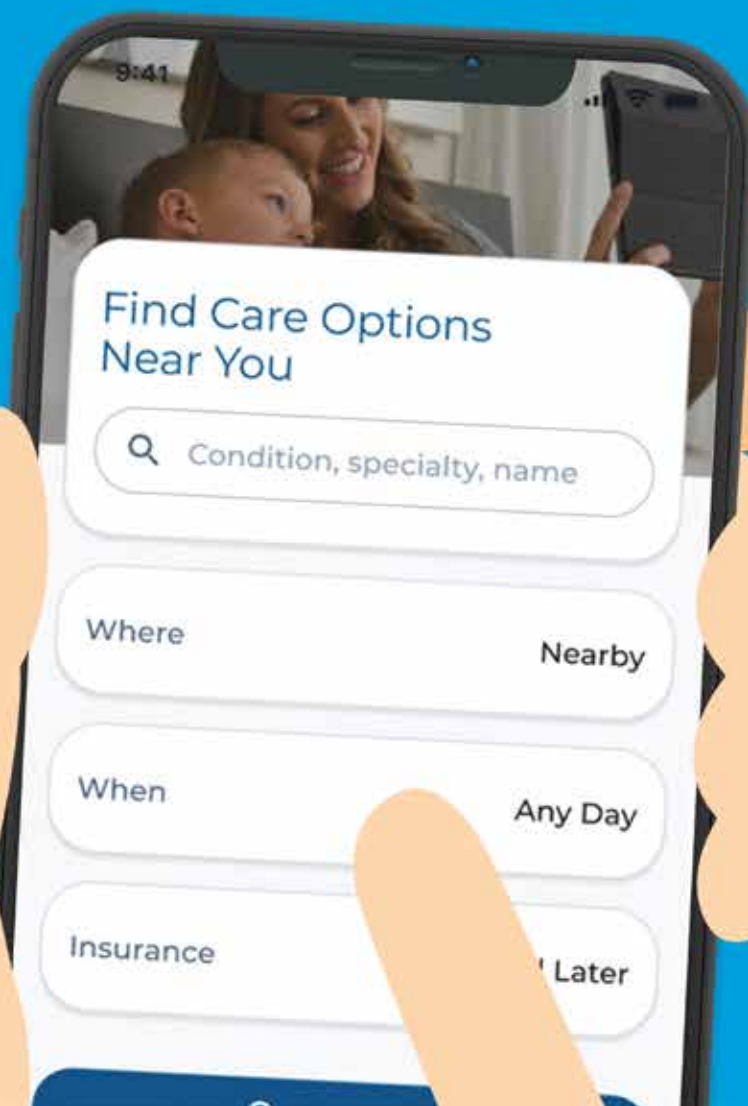 9:41
Find Care Options
Near You
Condition, specialty, name
Where
Nearby
When
Any Day
Insurance
Later